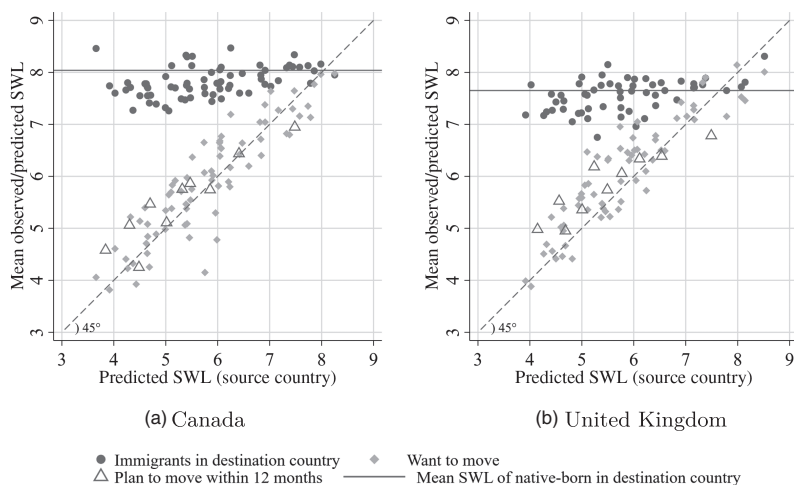 Mean observed/predicted SWL
9
8
7
6
5
4
3
)45°
3 4 5 6 7 8 9
Predicted SWL (source country)
(a) Canada
Mean observed/predicted SWL
9
8
7
6
5
4
3
)45°
3 4 5 6 7 8 9
Predicted SWL (source country)
(b) United Kingdom
Immigrants in destination country Want to move
Plan to move within 12 months Mean SWL of native-born in destination country